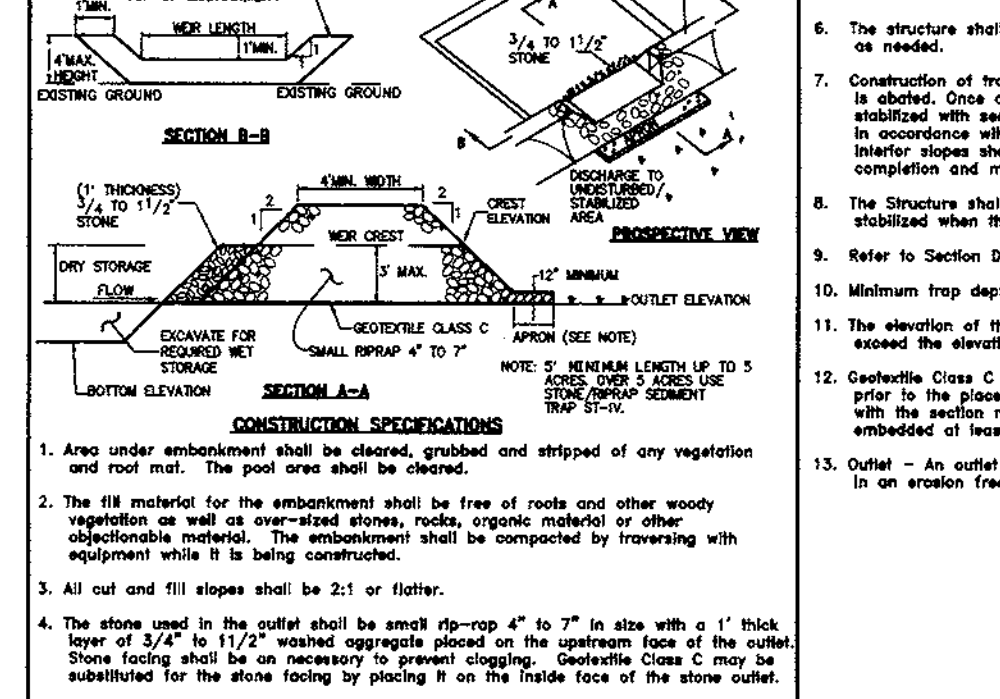 1'MIN.
WEIR LENGTH
1'MIN.
1
4'MAX.
HEIGHT
EXISTING GROUND
EXISTING GROUND
SECTION B-B
A
3/4 TO 1 1/2"
STONE
B
APRON
A
DISCHARGE TO
UNDISTURBED/
STABILIZED
AREA
PROSPECTIVE VIEW
(1' THICKNESS)
3/4 TO 1 1/2"
STONE
4'MIN. WIDTH
2
1
2
1
CREST
ELEVATION
WEIR CREST
DRY STORAGE
3' MAX.
12" MINIMUM
FLOW
OUTLET ELEVATION
EXCAVATE FOR
REQUIRED WET
STORAGE
GEOTEXTILE CLASS C
SMALL RIPRAP 4" TO 7"
APRON (SEE NOTE)
BOTTOM ELEVATION
SECTION A-A
NOTE: 5' MINIMUM LENGTH UP TO 5
ACRES. OVER 5 ACRES USE
STONE/RIPRAP SEDIMENT
TRAP ST-IV.
CONSTRUCTION SPECIFICATIONS
1. Area under embankment shall be cleared, grubbed and stripped of any vegetation
and root mat. The pool area shall be cleared.
2. The fill material for the embankment shall be free of roots and other woody
vegetation as well as over-sized stones, rocks, organic material or other
objectionable material. The embankment shall be compacted by traversing with
equipment while it is being constructed.
3. All cut and fill slopes shall be 2:1 or flatter.
4. The stone used in the outlet shall be small rip-rap 4" to 7" in size with a 1' thick
layer of 3/4" to 11/2" washed aggregate placed on the upstream face of the outlet.
Stone facing shall be an necessary to prevent clogging. Geotextile Class C may be
substituted for the stone facing by placing it on the inside face of the stone outlet.
6. The structure shall
as needed.
7. Construction of
is abated. Once
stabilized with
in accordance
Interior slopes
completion and
8. The Structure shall
stabilized when
9. Refer to Section
10. Minimum trap
11. The elevation of
exceed the
12. Geotextile Class C
prior to the
with the section
embedded at
13. Outlet - An outlet
in an erosion